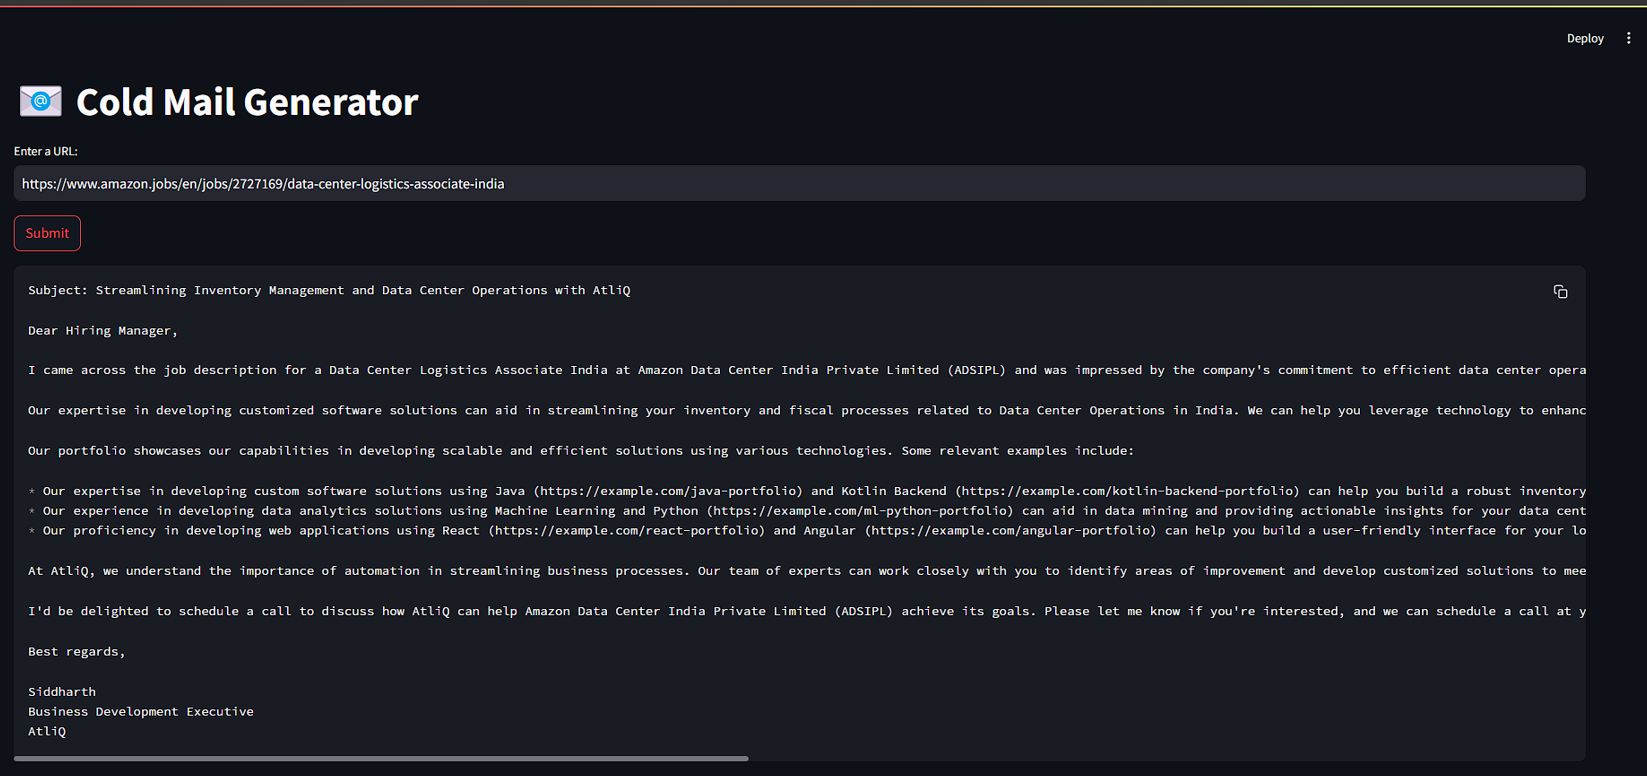 Deploy
Cold Mail Generator
Enter a URL:
https://www.amazon.jobs/en/jobs/2727169/data-center-logistics-associate-india
Submit
Subject: Streamlining Inventory Management and Data Center Operations with AtliQ
Dear Hiring Manager,
I came across the job description for a Data Center Logistics Associate India at Amazon Data Center India Private Limited (ADSIPL) and was impressed by the company's commitment to efficient data center opera
Our expertise in developing customized software solutions can aid in streamlining your inventory and fiscal processes related to Data Center Operations in India. We can help you leverage technology to enhanc
Our portfolio showcases our capabilities in developing scalable and efficient solutions using various technologies. Some relevant examples include:
* Our expertise in developing custom software solutions using Java (https://example.com/java-portfolio) and Kotlin Backend (https://example.com/kotlin-backend-portfolio) can help you build a robust inventory
* Our experience in developing data analytics solutions using Machine Learning and Python (https://example.com/ml-python-portfolio) can aid in data mining and providing actionable insights for your data cent
* Our proficiency in developing web applications using React (https://example.com/react-portfolio) and Angular (https://example.com/angular-portfolio) can help you build a user-friendly interface for your lo
At AtliQ, we understand the importance of automation in streamlining business processes. Our team of experts can work closely with you to identify areas of improvement and develop customized solutions to mee
I'd be delighted to schedule a call to discuss how AtliQ can help Amazon Data Center India Private Limited (ADSIPL) achieve its goals. Please let me know if you're interested, and we can schedule a call at y
Best regards,
Siddharth
Business Development Executive
AtliQ